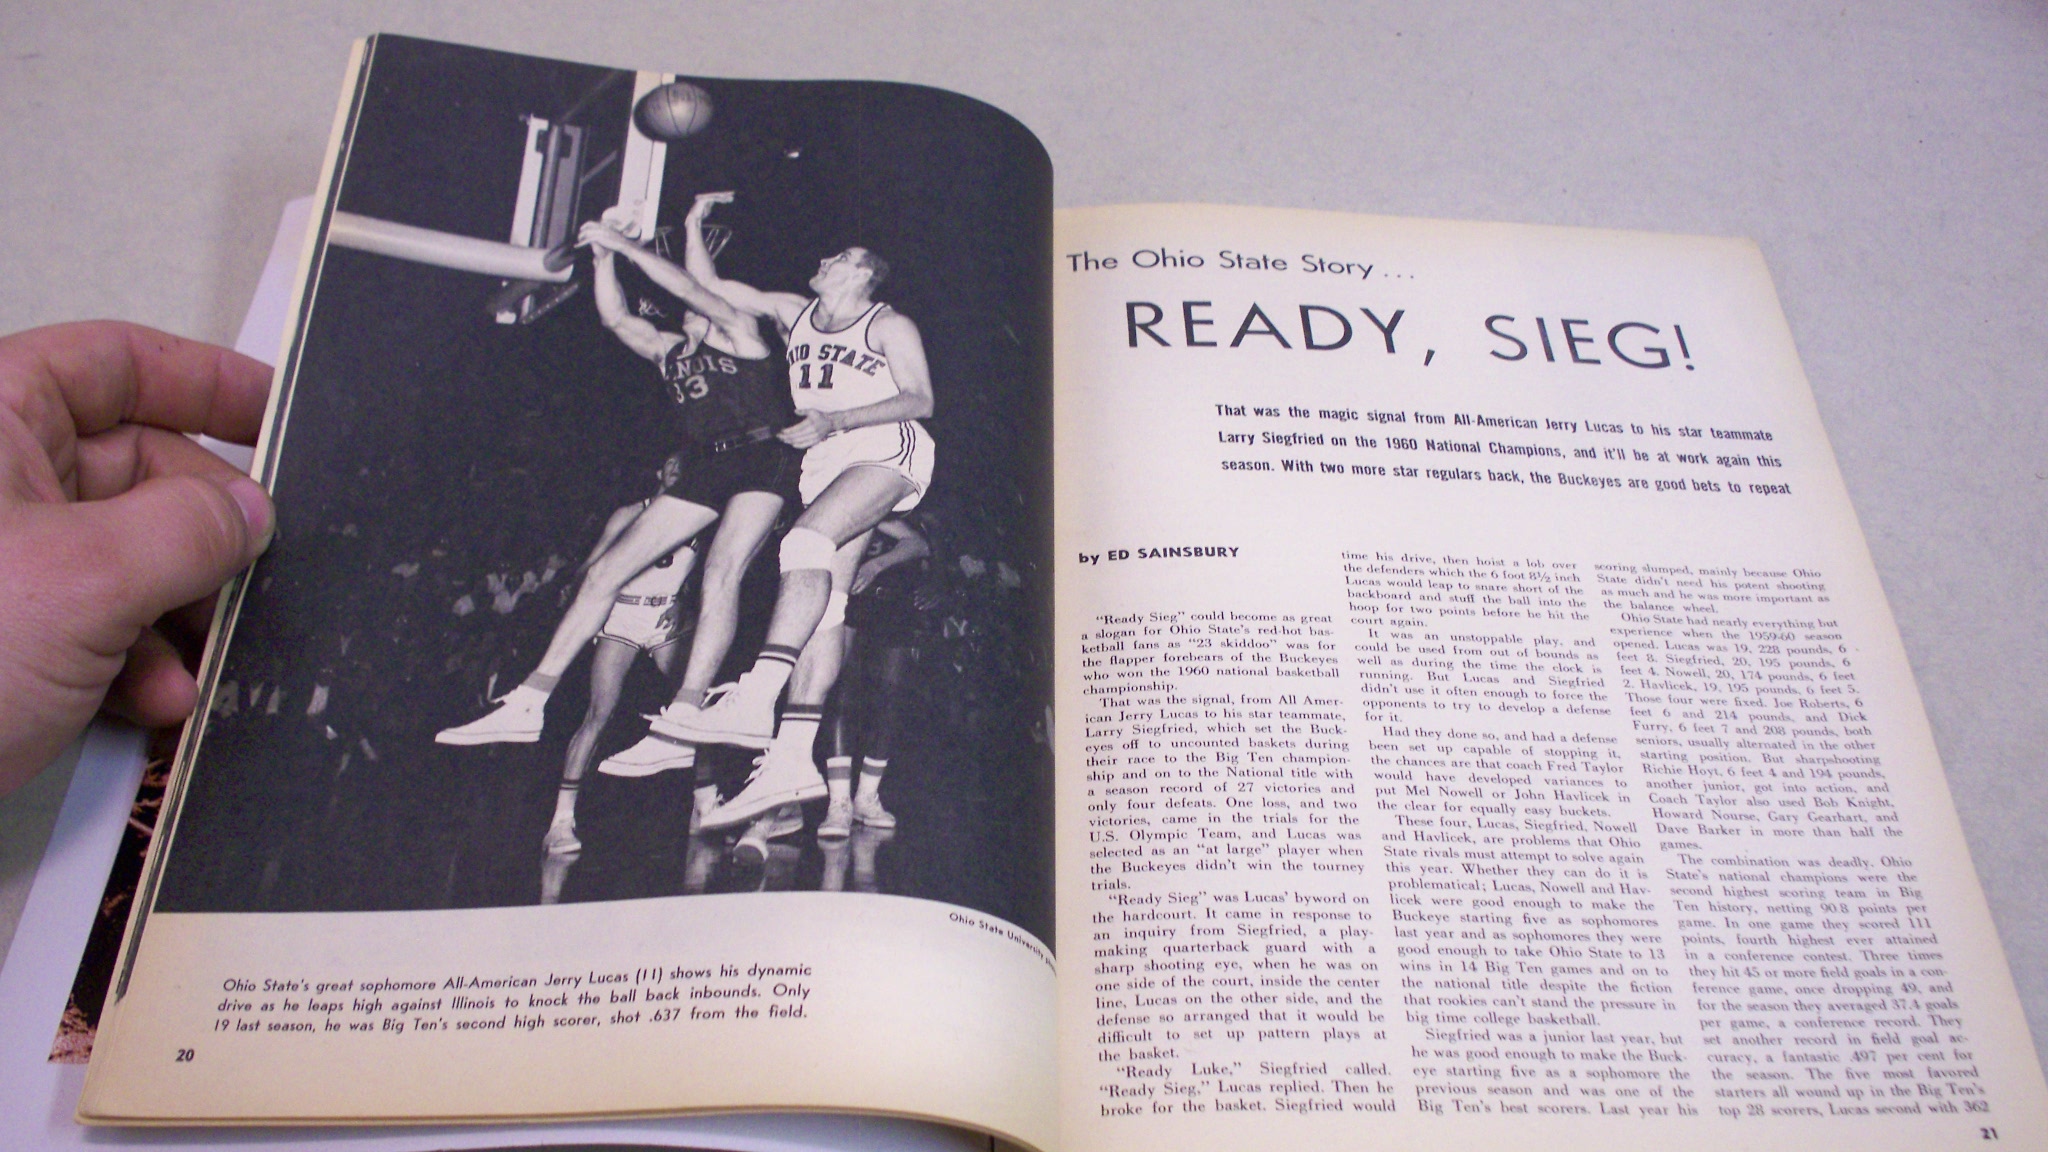 NOIS
33
IO STATE
11
Ohio State University
Ohio State's great sophomore All-American Jerry Lucas (11) shows his dynamic
drive as he leaps high against Illinois to knock the ball back inbounds. Only
19 last season, he was Big Ten's second high scorer, shot .637 from the field.
20
The Ohio State Story...
READY, SIEG!
That was the magic signal from All-American Jerry Lucas to his star teammate
Larry Siegfried on the 1960 National Champions, and it'll be at work again this
season. With two more star regulars back, the Buckeyes are good bets to repeat
by ED SAINSBURY
"Ready Sieg" could become as great
a slogan for Ohio State's red-hot bas-
ketball fans as "23 skiddoo" was for
the flapper forebears of the Buckeyes
who won the 1960 national basketball
championship.
That was the signal, from All Amer-
ican Jerry Lucas to his star teammate,
Larry Siegfried, which set the Buck-
eyes off to uncounted baskets during
their race to the Big Ten champion-
ship and on to the National title with
a season record of 27 victories and
only four defeats. One loss, and two
victories, came in the trials for the
U.S. Olympic Team, and Lucas was
selected as an "at large" player when
the Buckeyes didn't win the tourney
trials.
"Ready Sieg" was Lucas' byword on
the hardcourt. It came in response to
an inquiry from Siegfried, a play-
making quarterback guard with a
sharp shooting eye, when he was on
one side of the court, inside the center
line, Lucas on the other side, and the
defense so arranged that it would be
difficult to set up pattern plays at
the basket.
"Ready Luke," Siegfried called.
"Ready Sieg," Lucas replied. Then he
broke for the basket. Siegfried would
time his drive, then hoist a lob over
the defenders which the 6 foot 8½ inch
Lucas would leap to snare short of the
backboard and stuff the ball into the
hoop for two points before he hit the
court again.
It was an unstoppable play, and
could be used from out of bounds as
well as during the time the clock is
running. But Lucas and Siegfried
didn't use it often enough to force the
opponents to try to develop a defense
for it.
Had they done so, and had a defense
been set up capable of stopping it,
the chances are that coach Fred Taylor
would have developed variances to
put Mel Nowell or John Havlicek in
the clear for equally easy buckets.
These four, Lucas, Siegfried, Nowell
and Havlicek, are problems that Ohio
State rivals must attempt to solve again
this year. Whether they can do it is
problematical; Lucas, Nowell and Hav-
licek were good enough to make the
Buckeye starting five as sophomores
last year and as sophomores they were
good enough to take Ohio State to 13
wins in 14 Big Ten games and on to
the national title despite the fiction
that rookies can't stand the pressure in
big time college basketball.
Siegfried was a junior last year, but
he was good enough to make the Buck-
eye starting five as a sophomore the
previous season and was one of the
Big Ten's best scorers. Last year his
scoring slumped, mainly because Ohio
State didn't need his potent shooting
as much and he was more important as
the balance wheel.
Ohio State had nearly everything but
experience when the 1959-60 season
opened. Lucas was 19, 228 pounds, 6
feet 8. Siegfried, 20, 195 pounds, 6
feet 4. Nowell, 20, 174 pounds, 6 feet
2. Havlicek, 19, 195 pounds, 6 feet 5.
Those four were fixed. Joe Roberts, 6
feet 6 and 214 pounds, and Dick
Furry, 6 feet 7 and 208 pounds, both
seniors, usually alternated in the other
starting position. But sharpshooting
Richie Hoyt, 6 feet 4 and 194 pounds,
another junior, got into action, and
Coach Taylor also used Bob Knight,
Howard Nourse, Gary Gearhart, and
Dave Barker in more than half the
games.
The combination was deadly. Ohio
State's national champions were the
second highest scoring team in Big
Ten history, netting 90.8 points per
game. In one game they scored 111
points, fourth highest ever attained
in a conference contest. Three times
they hit 45 or more field goals in a con-
ference game, once dropping 49, and
for the season they averaged 37.4 goals
per game, a conference record. They
set another record in field goal ac-
curacy, a fantastic .497 per cent for
the season. The five most favored
starters all wound up in the Big Ten's
top 28 scorers, Lucas second with 362
21